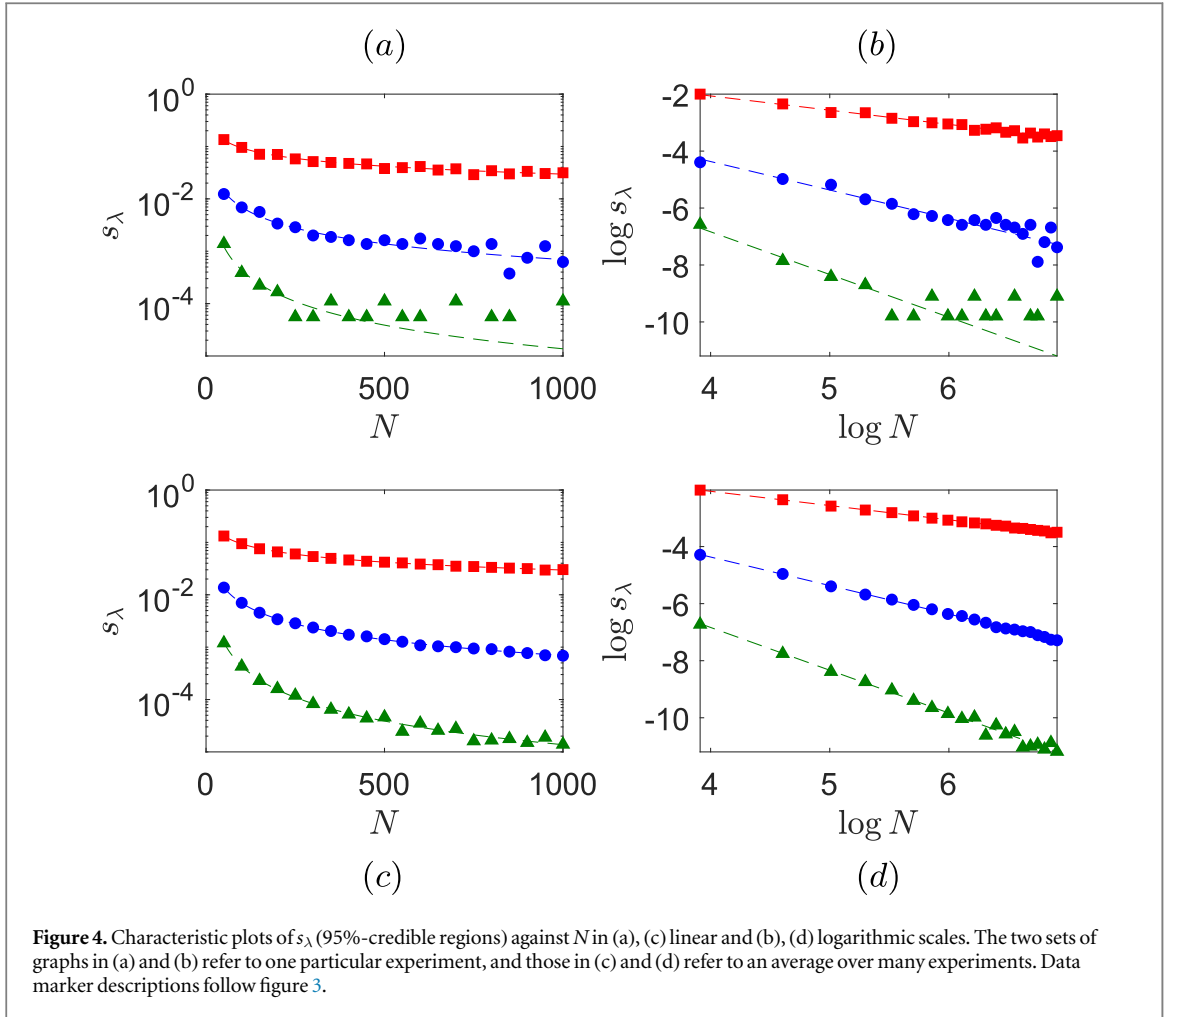 (a)
(b)
10^0
10^-2
10^-4
s_λ
0
500
1000
N
-2
-4
-6
-8
-10
log s_λ
4
5
6
log N
10^0
10^-2
10^-4
s_λ
0
500
1000
N
-4
-6
-8
-10
log s_λ
4
5
6
log N
(c)
(d)
Figure 4. Characteristic plots of s_λ (95%-credible regions) against N in (a), (c) linear and (b), (d) logarithmic scales. The two sets of
graphs in (a) and (b) refer to one particular experiment, and those in (c) and (d) refer to an average over many experiments. Data
marker descriptions follow figure 3.